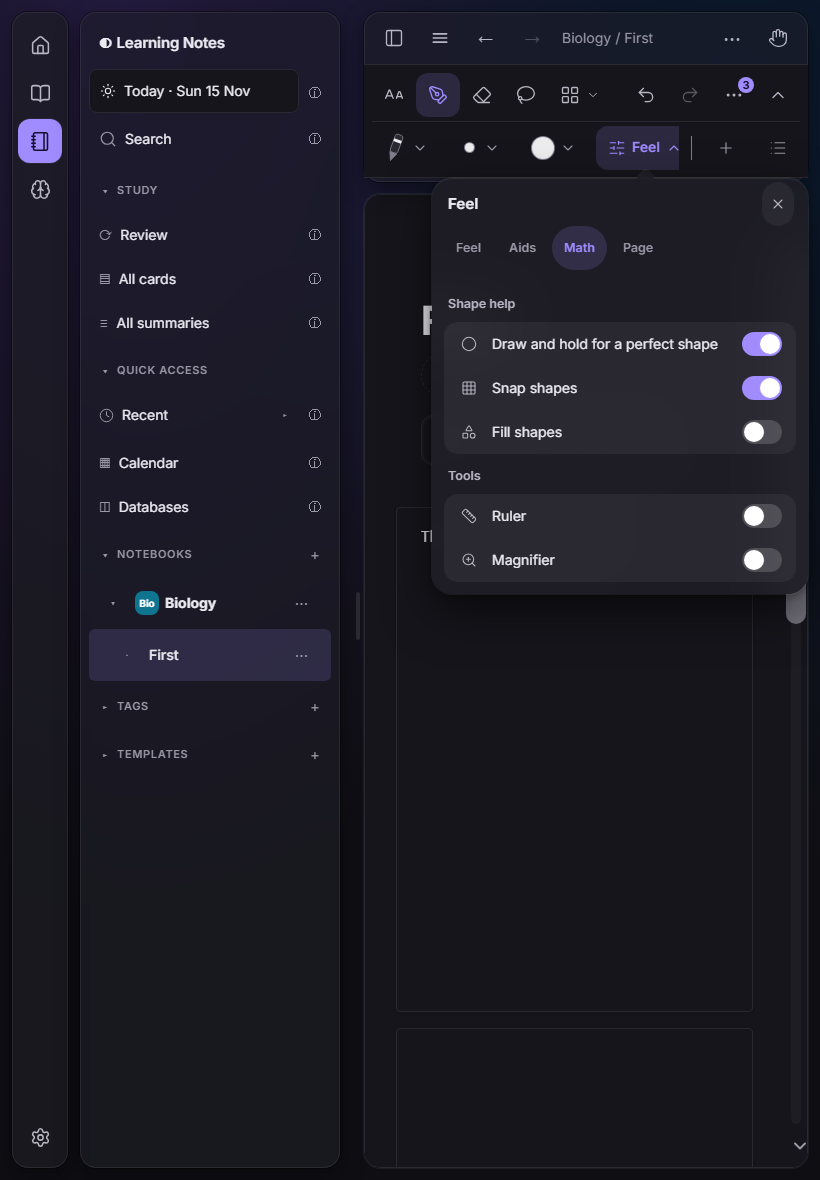 Learning Notes
Today · Sun 15 Nov
Search
STUDY
Review
All cards
All summaries
QUICK ACCESS
Recent
Calendar
Databases
NOTEBOOKS
Bio Biology
First
TAGS
TEMPLATES
Biology / First
AA
3
Feel
Feel
Feel Aids Math Page
Shape help
Draw and hold for a perfect shape
Snap shapes
Fill shapes
Tools
Ruler
Magnifier